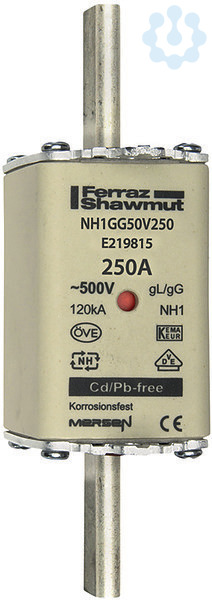 Ferraz
Shawmut
NH1GG50V250
E219815
250A
~500V gL/gG
120kA NH1
ÖVE KEMA
KEUR
NH VDE
Cd/Pb-free
Korrosionsfest
MERSEN CE